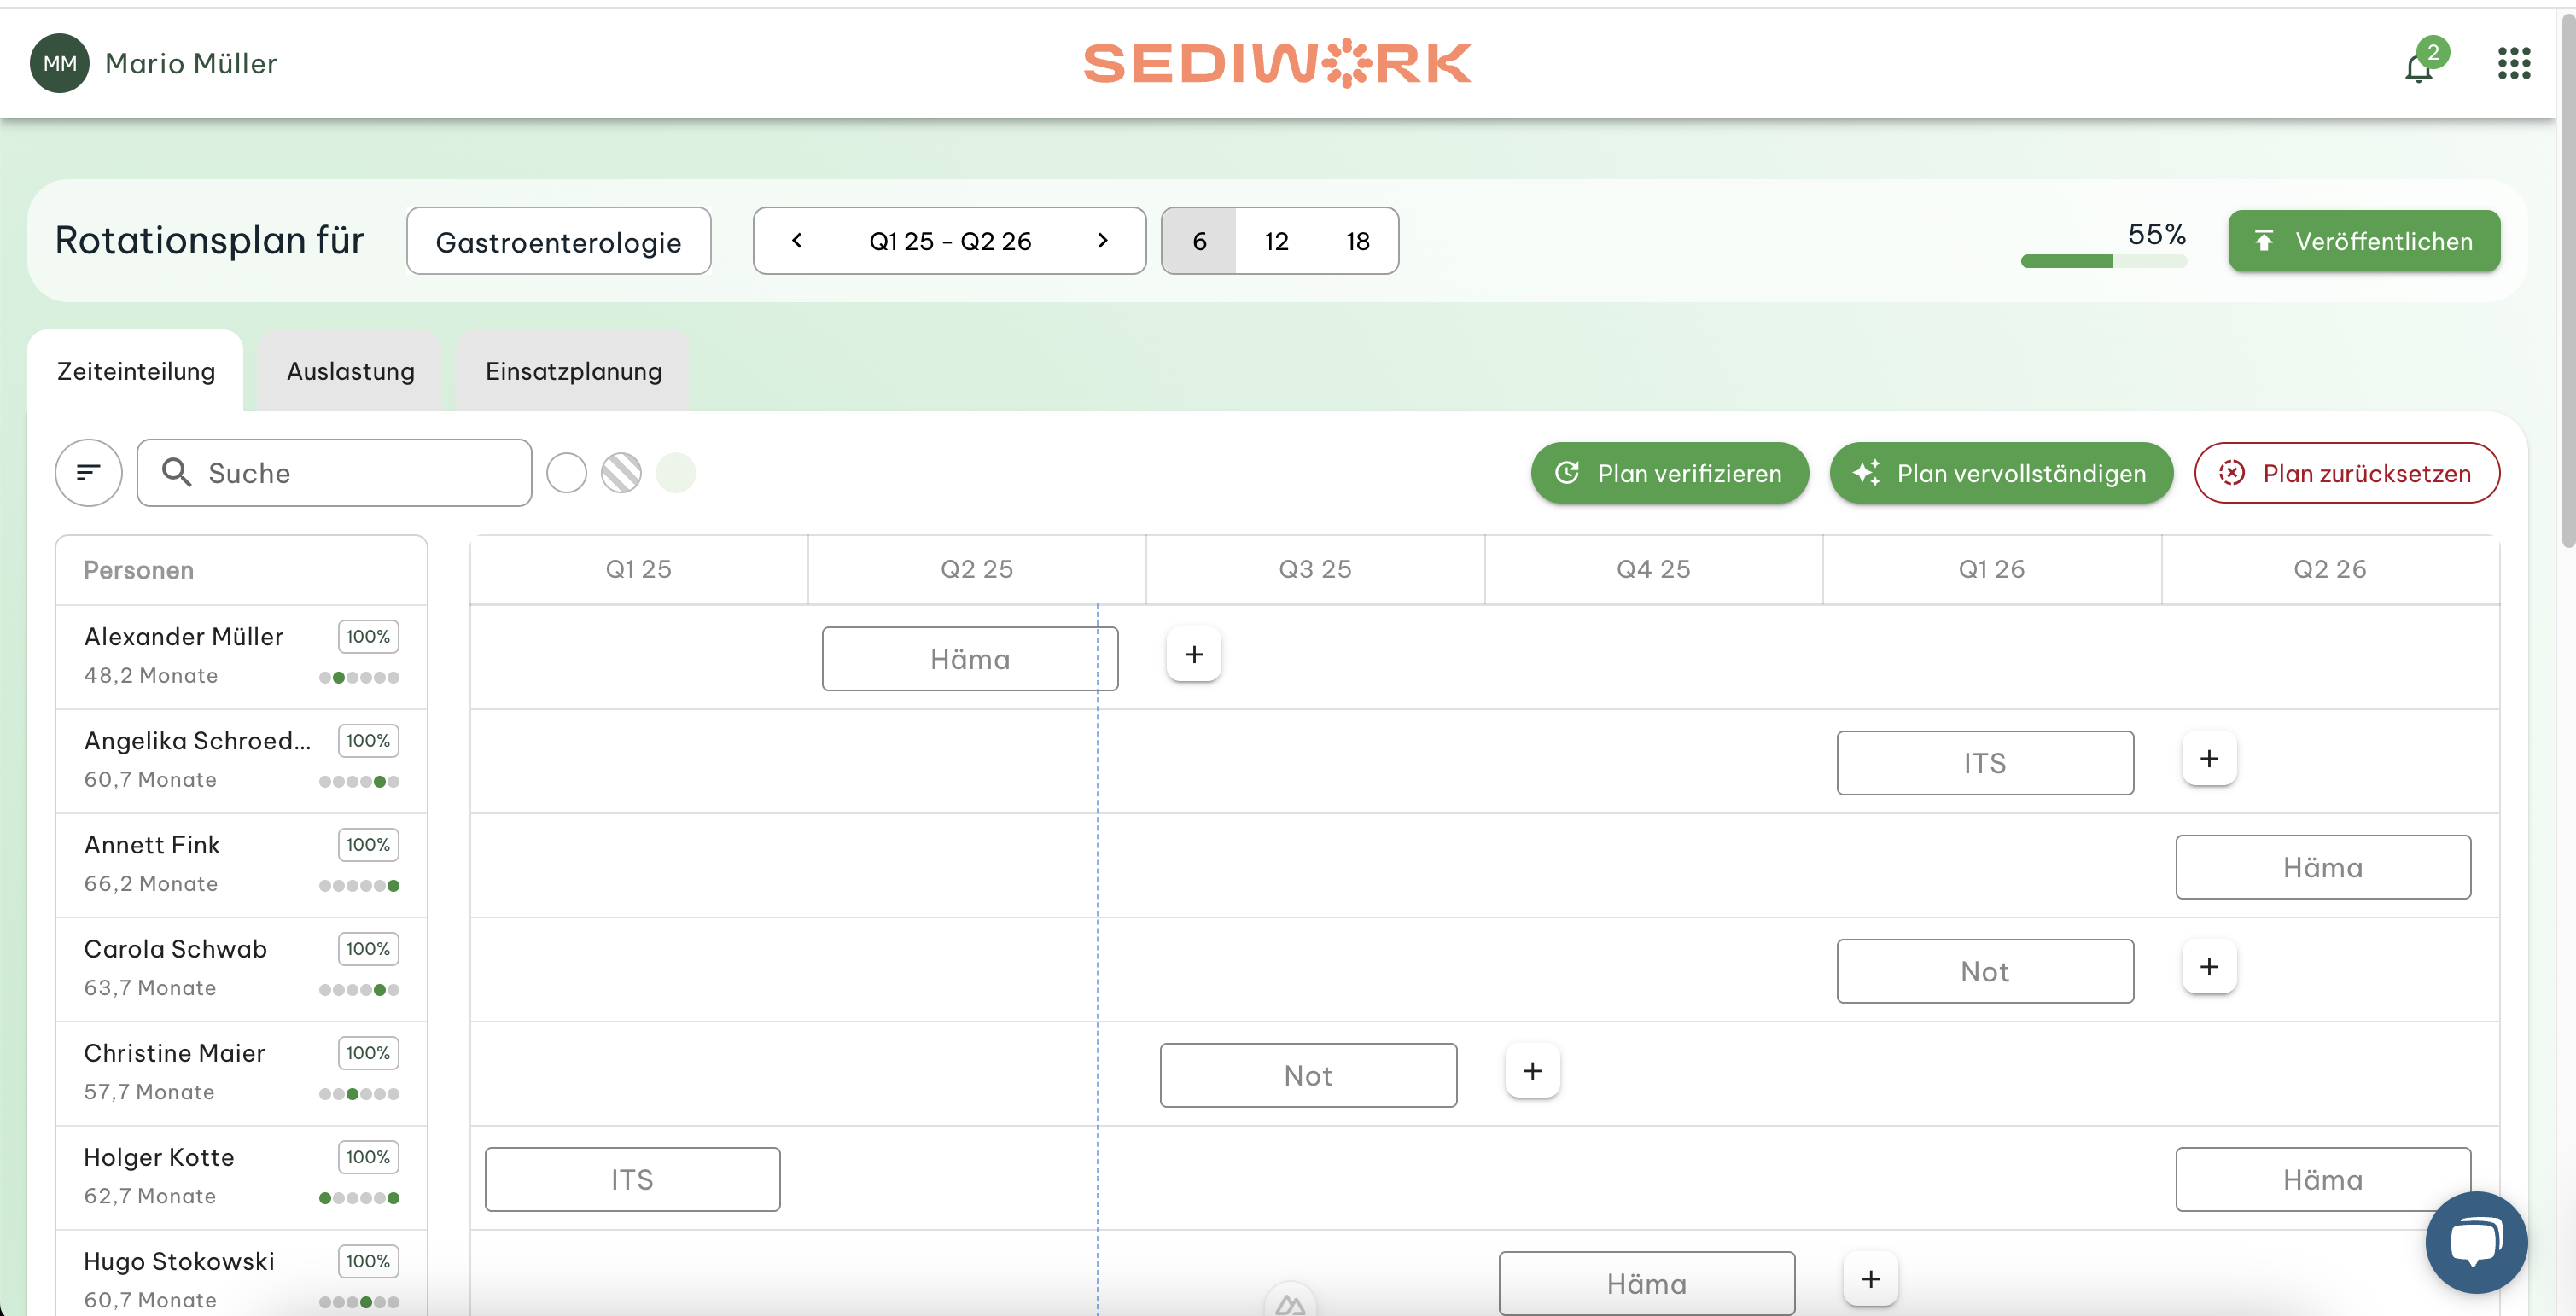 MM Mario Müller
SEDIWORK
2
Rotationsplan für
Gastroenterologie
Q1 25 - Q2 26
6 12 18
55%
Veröffentlichen
Zeiteinteilung
Auslastung
Einsatzplanung
Suche
Plan verifizieren
Plan vervollständigen
Plan zurücksetzen
Personen
Q1 25 Q2 25 Q3 25 Q4 25 Q1 26 Q2 26
Alexander Müller 100%
48,2 Monate
Häma
+
Angelika Schroed... 100%
60,7 Monate
ITS
+
Annett Fink 100%
66,2 Monate
Häma
Carola Schwab 100%
63,7 Monate
Not
+
Christine Maier 100%
57,7 Monate
Not
+
Holger Kotte 100%
62,7 Monate
ITS
Häma
Hugo Stokowski 100%
60,7 Monate
Häma
+